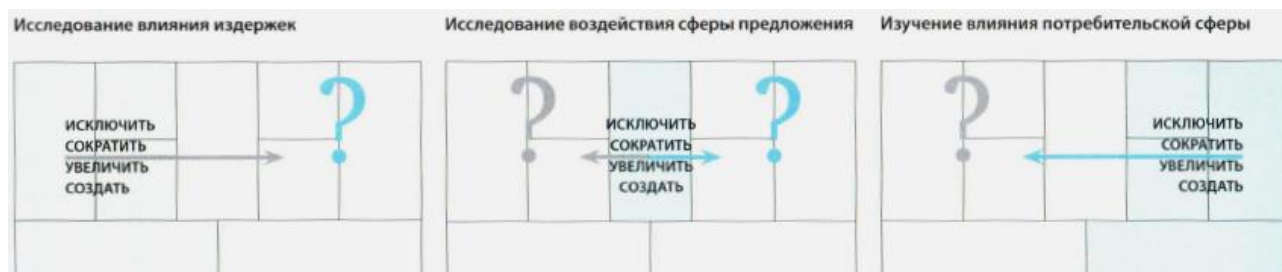 Исследование влияния издержек
?
ИСКЛЮЧИТЬ
СОКРАТИТЬ
УВЕЛИЧИТЬ
СОЗДАТЬ
Исследование воздействия сферы предложения
?
ИСКЛЮЧИТЬ
СОКРАТИТЬ
УВЕЛИЧИТЬ
СОЗДАТЬ
?
Изучение влияния потребительской сферы
?
ИСКЛЮЧИТЬ
СОКРАТИТЬ
УВЕЛИЧИТЬ
СОЗДАТЬ